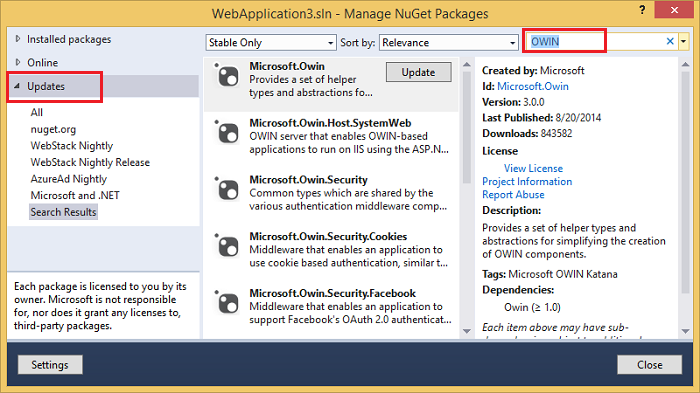 WebApplication3.sln - Manage NuGet Packages
?
Installed packages
Online
Updates
All
nuget.org
WebStack Nightly
WebStack Nightly Release
AzureAd Nightly
Microsoft and .NET
Search Results
Each package is licensed to you by its
owner. Microsoft is not responsible
for, nor does it grant any licenses to,
third-party packages.
Stable Only
Sort by: Relevance
OWIN
Microsoft.Owin
Provides a set of helper
types and abstractions fo...
Update
Microsoft.Owin.Host.SystemWeb
OWIN server that enables OWIN-based
applications to run on IIS using the ASP.N...
Microsoft.Owin.Security
Common types which are shared by the
various authentication middleware comp...
Microsoft.Owin.Security.Cookies
Middleware that enables an application to
use cookie based authentication, similar t...
Microsoft.Owin.Security.Facebook
Middleware that enables an application to
support Facebook's OAuth 2.0 authenticat...
Created by: Microsoft
Id: Microsoft.Owin
Version: 3.0.0
Last Published: 8/20/2014
Downloads: 843582
License
View License
Project Information
Report Abuse
Description:
Provides a set of helper types and
abstractions for simplifying the creation
of OWIN components.
Tags: Microsoft OWIN Katana
Dependencies:
Owin (≥ 1.0)
Each item above may have sub-
Settings
Close